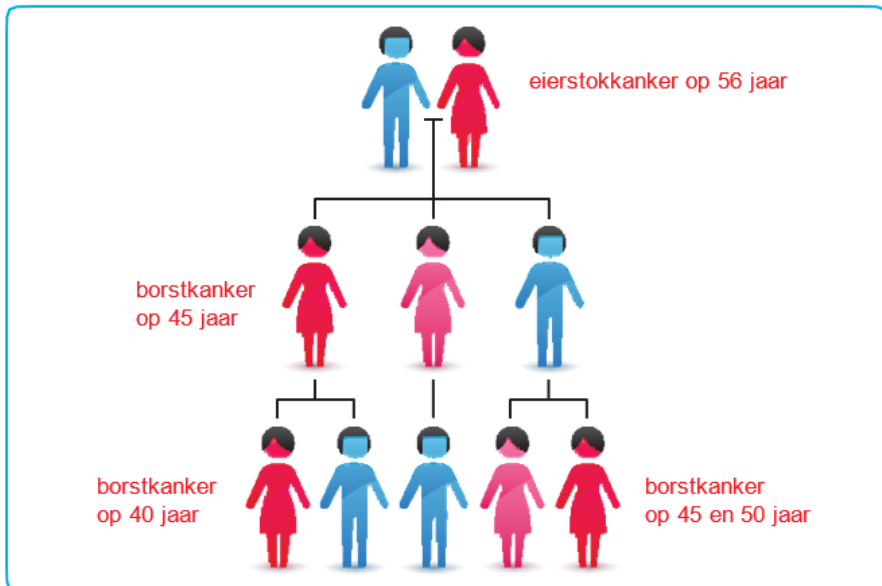 eierstokkanker op 56 jaar
borstkanker
op 45 jaar
borstkanker
op 40 jaar
borstkanker
op 45 en 50 jaar